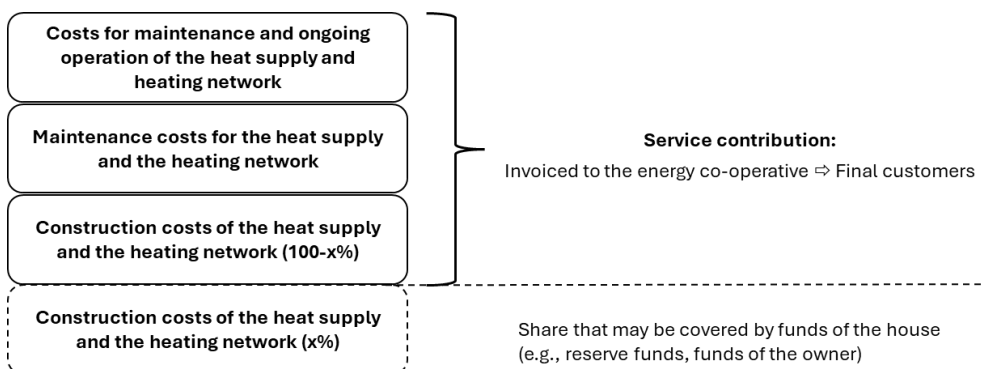 Costs for maintenance and ongoing
operation of the heat supply and
heating network
Maintenance costs for the heat supply
and the heating network
Construction costs of the heat supply
and the heating network (100-x%)
Service contribution:
Invoiced to the energy co-operative ⇨ Final customers
Construction costs of the heat supply
and the heating network (x%)
Share that may be covered by funds of the house
(e.g., reserve funds, funds of the owner)